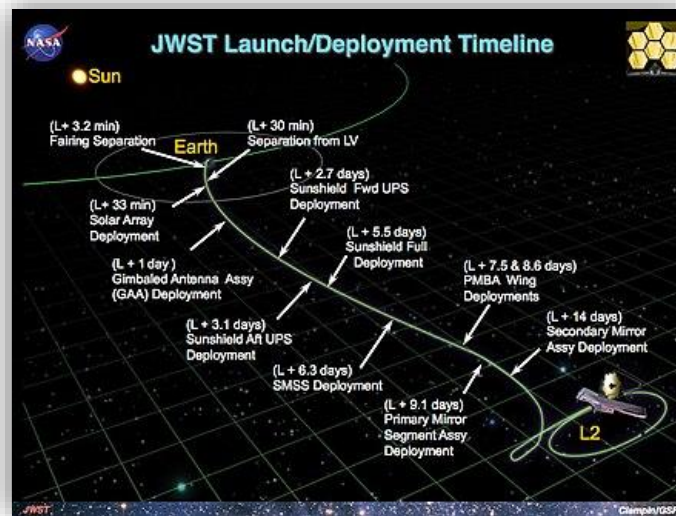 NASA
JWST Launch/Deployment Timeline
Sun
(L+ 3.2 min)
Fairing Separation
Earth
(L+ 30 min)
Separation from LV
(L + 2.7 days)
Sunshield Fwd UPS
Deployment
(L+ 33 min)
Solar Array
Deployment
(L + 5.5 days)
Sunshield Full
Deployment
(L + 1 day )
Gimbaled Antenna Assy
(GAA) Deployment
(L + 7.5 & 8.6 days)
PMBA Wing
Deployments
(L + 3.1 days)
Sunshield Aft UPS
Deployment
(L + 14 days)
Secondary Mirror
Assy Deployment
(L + 6.3 days)
SMSS Deployment
(L + 9.1 days)
Primary Mirror
Segment Assy
Deployment
L2
JWST
Clampin/GSFC